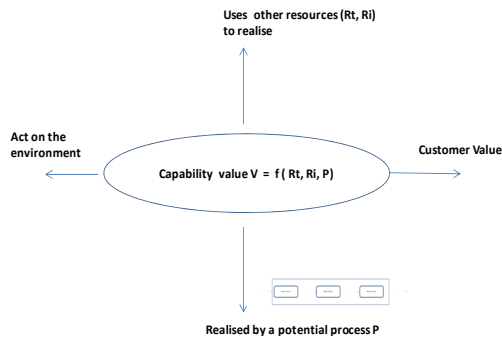 Uses other resources (Rt, Ri)
to realise
Act on the
environment
Customer Value
Capability value V = f ( Rt, Ri, P)
Realised by a potential process P